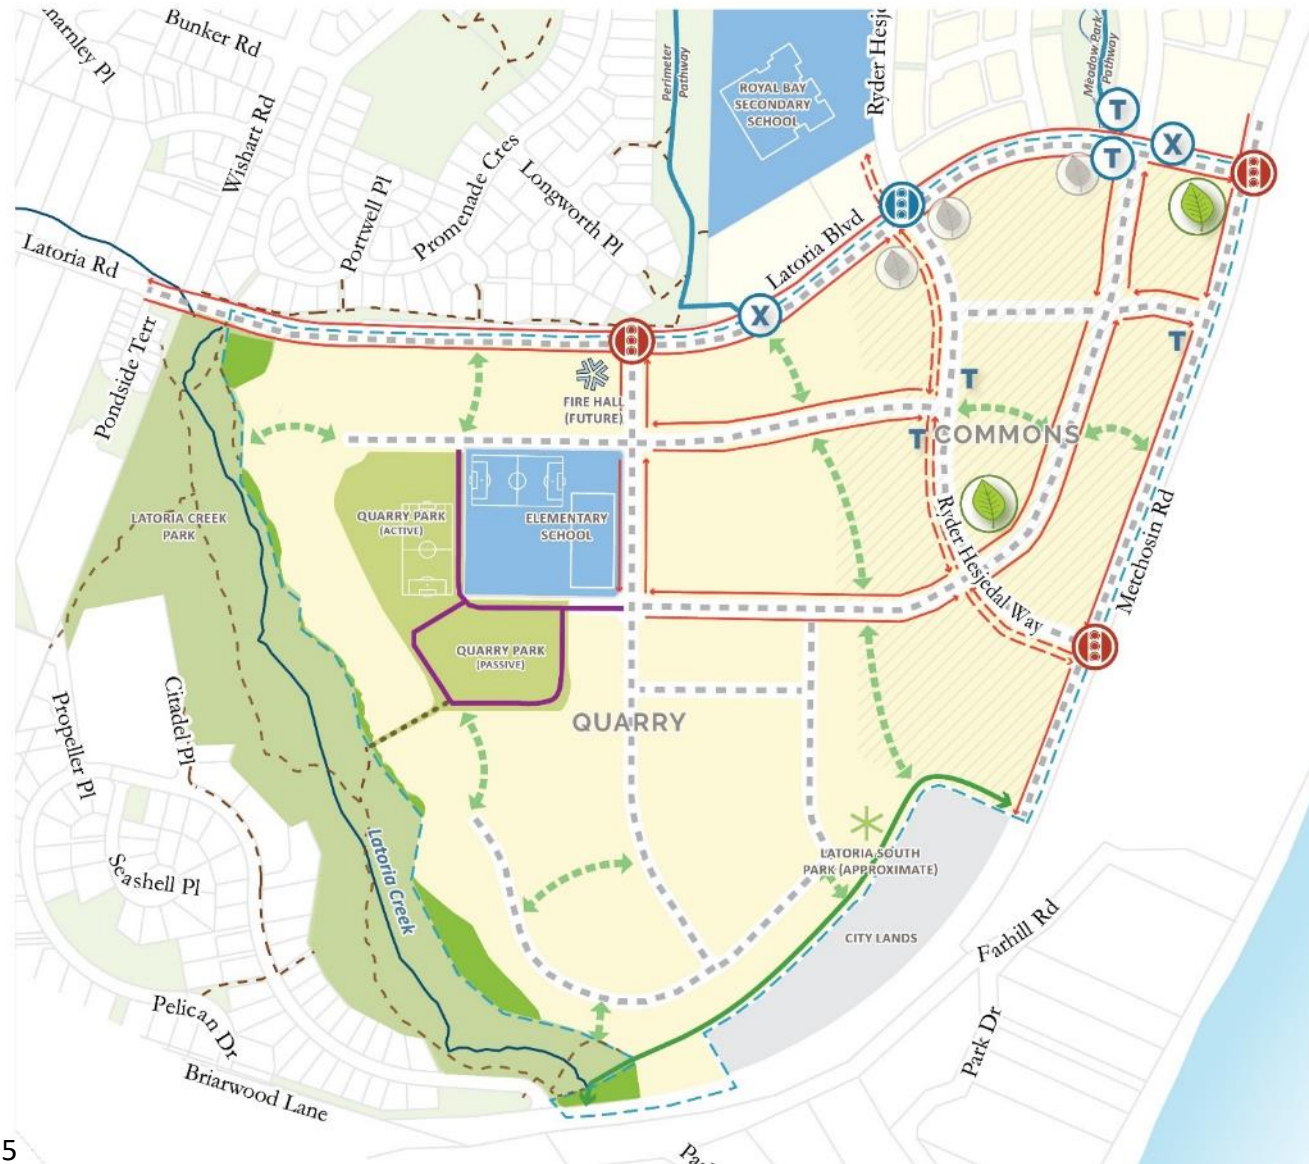 Bunker Rd
Wishart Rd
Perimeter
Pathway
ROYAL BAY
SECONDARY
SCHOOL
Meadow Park
Pathway
T
T
X
Portwell Pl
Promenade Cres
Longworth Pl
Latoria Rd
Latoria Blvd
X
Pondside Terr
FIRE HALL
(FUTURE)
T
T
T
COMMONS
LATORIA CREEK
PARK
QUARRY PARK
(ACTIVE)
ELEMENTARY
SCHOOL
Ryder Hesjedal Way
Metchosin Rd
QUARRY PARK
(PASSIVE)
QUARRY
Propeller Pl
Citadel Pl
Seashell Pl
Latoria Creek
LATORIA SOUTH
PARK (APPROXIMATE)
CITY LANDS
Farhill Rd
Park Dr
Pelican Dr
Briarwood Lane
5